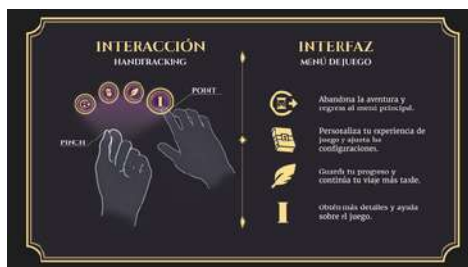 INTERACCIÓN
HANDTRACKING
POINT
PINCH
INTERFAZ
MENÚ DE JUEGO
Abandona la aventura y
regresa al menú principal.
Personaliza tu experiencia de
juego y ajusta las
configuraciones.
Guarda tu progreso y
continúa tu viaje más tarde.
Obtén más detalles y ayuda
sobre el juego.